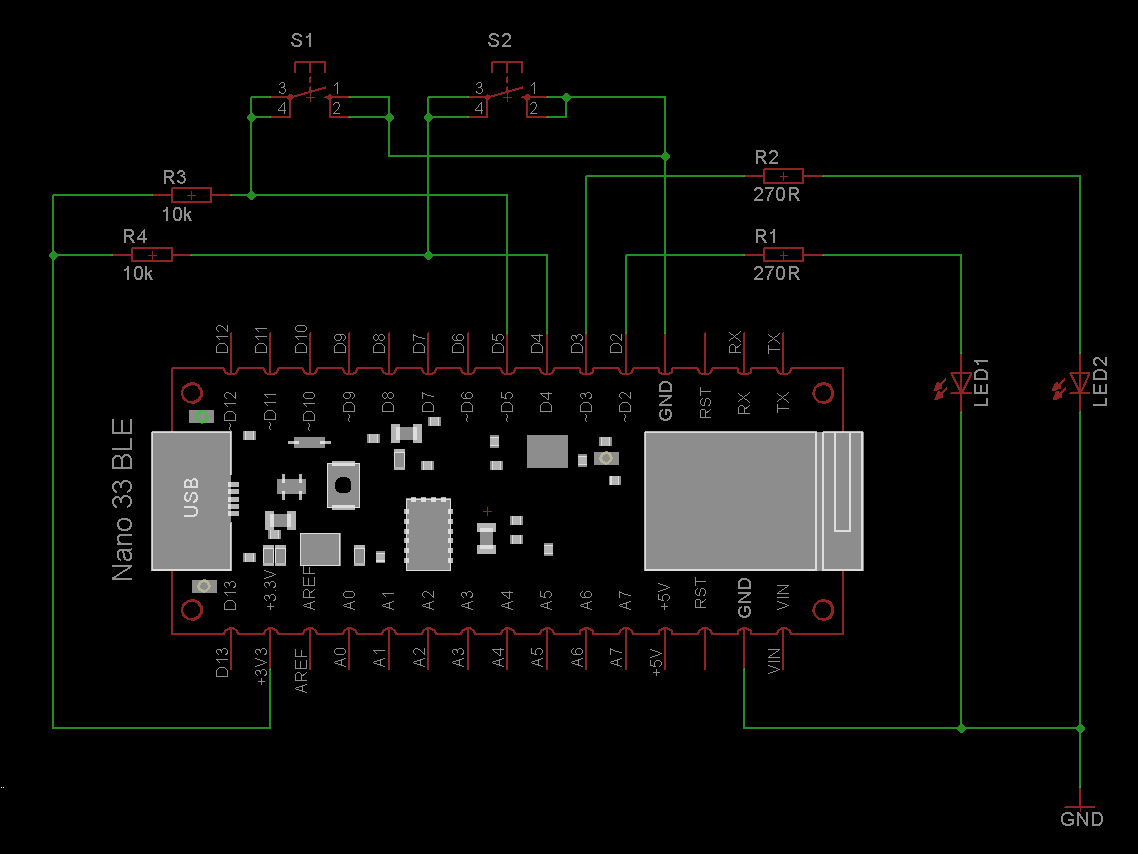 S1
S2
3
1
4
2
3
1
4
2
R2
270R
R3
10k
R4
10k
R1
270R
D12
D11
D10
D9
D8
D7
D6
D5
D4
D3
D2
RX
TX
~D12
~D11
~D10
~D9
D8
D7
~D6
~D5
D4
~D3
~D2
GND
RST
RX
TX
LED1
LED2
Nano 33 BLE
USB
D13
+3.3V
AREF
A0
A1
A2
A3
A4
A5
A6
A7
+5V
RST
GND
VIN
D13
+3V3
AREF
A0
A1
A2
A3
A4
A5
A6
A7
+5V
VIN
GND